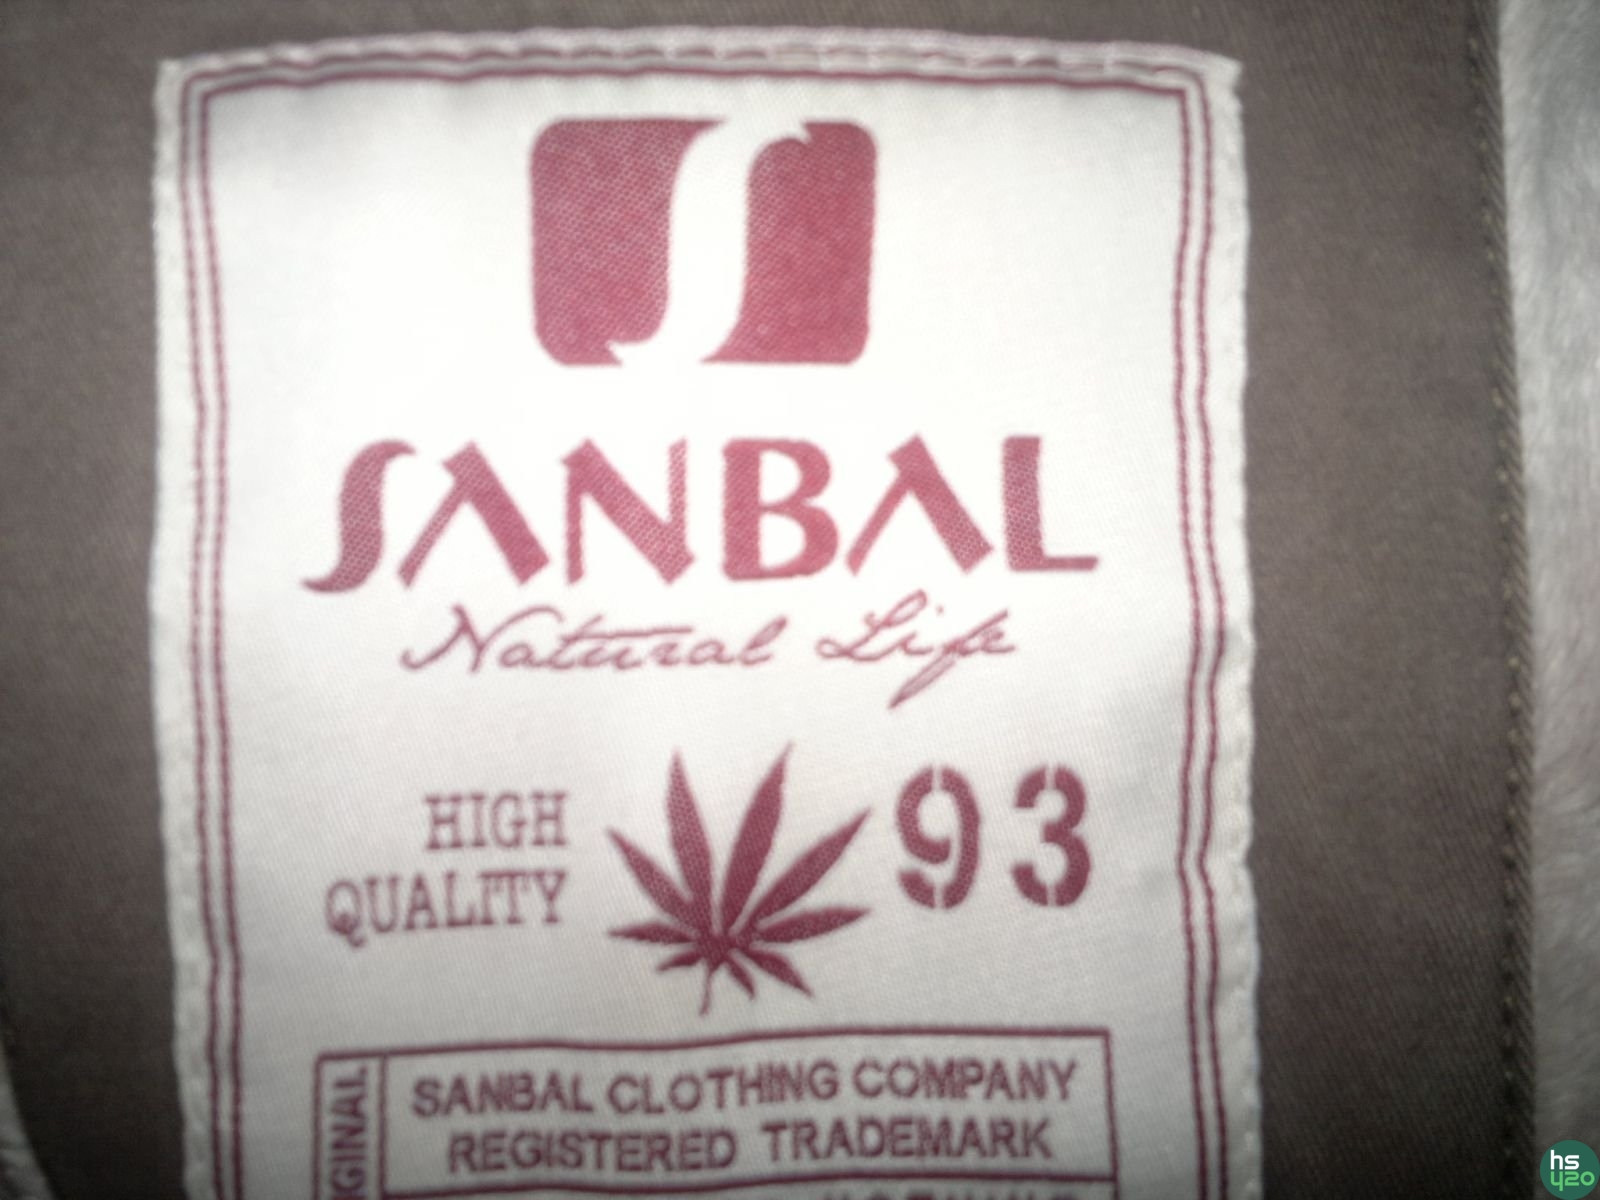 SANBAL
Natural Life
HIGH
QUALITY
93
SANBAL CLOTHING COMPANY
REGISTERED TRADEMARK
hs
420